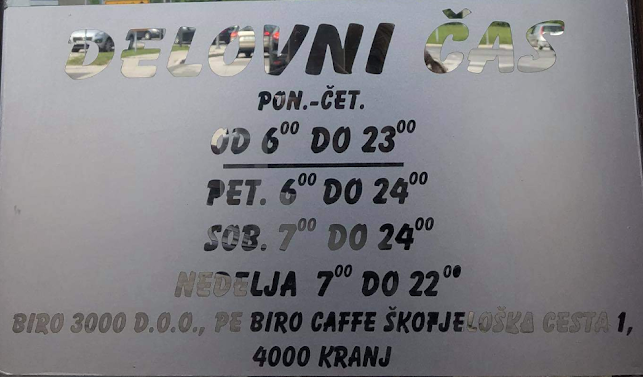 DELOVNI ČAS
PON.-ČET.
OD 6⁰⁰ DO 23⁰⁰
PET. 6⁰⁰ DO 24⁰⁰
SOB. 7⁰⁰ DO 24⁰⁰
NEDELJA 7⁰⁰ DO 22⁰⁰
BIRO 3000 D.O.O., PE BIRO CAFFE ŠKOFJELOŠKA CESTA 1,
4000 KRANJ